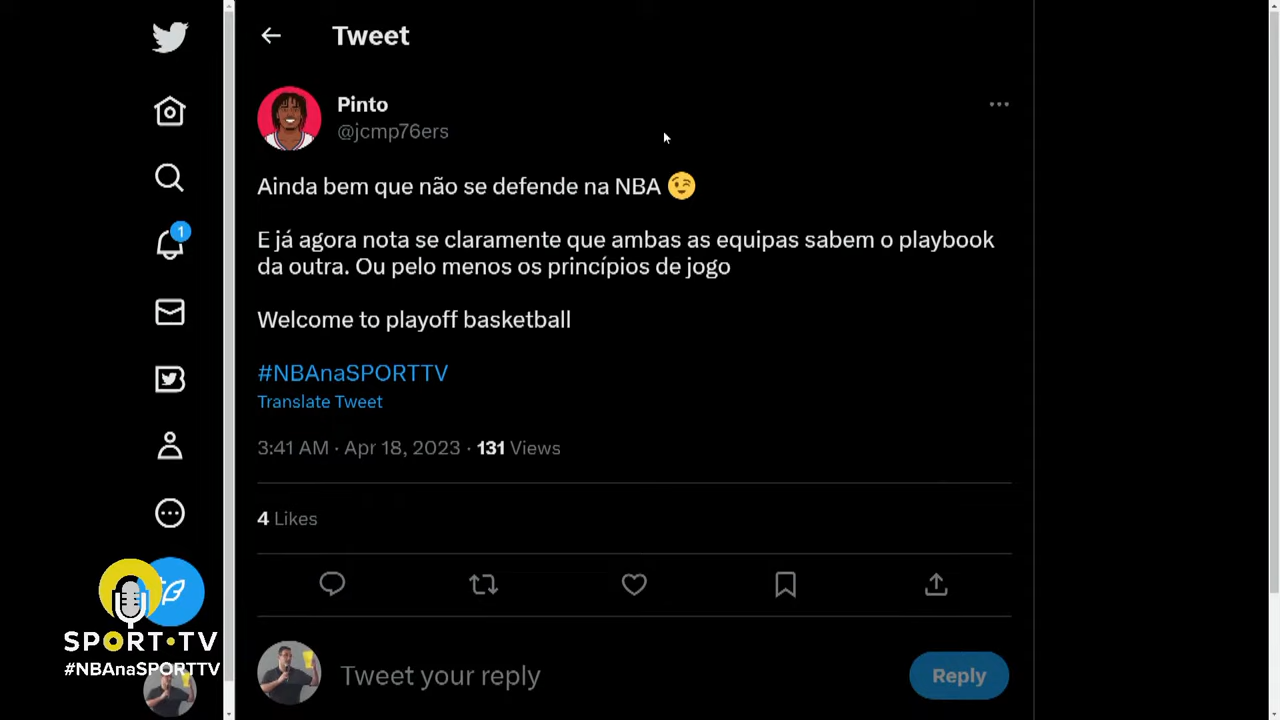 Tweet
Pinto
@jcmp76ers
Ainda bem que não se defende na NBA 😉
E já agora nota se claramente que ambas as equipas sabem o playbook
da outra. Ou pelo menos os princípios de jogo
Welcome to playoff basketball
#NBAnaSPORTTV
Translate Tweet
3:41 AM · Apr 18, 2023 · 131 Views
4 Likes
Tweet your reply
Reply
1
SPORT•TV
#NBAnaSPORTTV